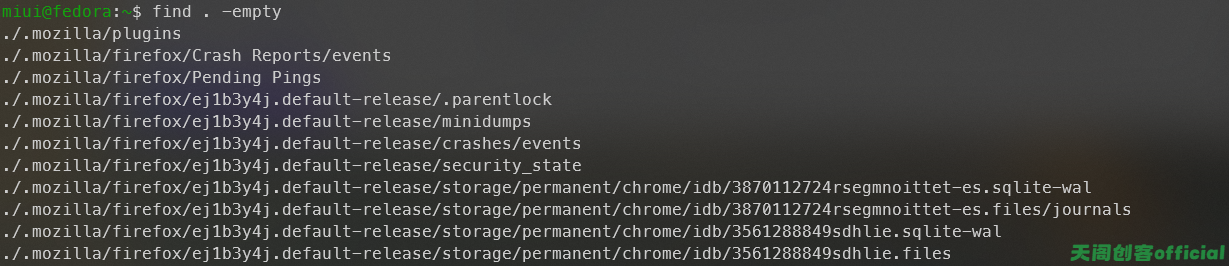 miui@fedora:~$ find . -empty
./.mozilla/plugins
./.mozilla/firefox/Crash Reports/events
./.mozilla/firefox/Pending Pings
./.mozilla/firefox/ej1b3y4j.default-release/.parentlock
./.mozilla/firefox/ej1b3y4j.default-release/minidumps
./.mozilla/firefox/ej1b3y4j.default-release/crashes/events
./.mozilla/firefox/ej1b3y4j.default-release/security_state
./.mozilla/firefox/ej1b3y4j.default-release/storage/permanent/chrome/idb/3870112724rsegmnoittet-es.sqlite-wal
./.mozilla/firefox/ej1b3y4j.default-release/storage/permanent/chrome/idb/3870112724rsegmnoittet-es.files/journals
./.mozilla/firefox/ej1b3y4j.default-release/storage/permanent/chrome/idb/3561288849sdhlie.sqlite-wal
./.mozilla/firefox/ej1b3y4j.default-release/storage/permanent/chrome/idb/3561288849sdhlie.files
天阁创客official